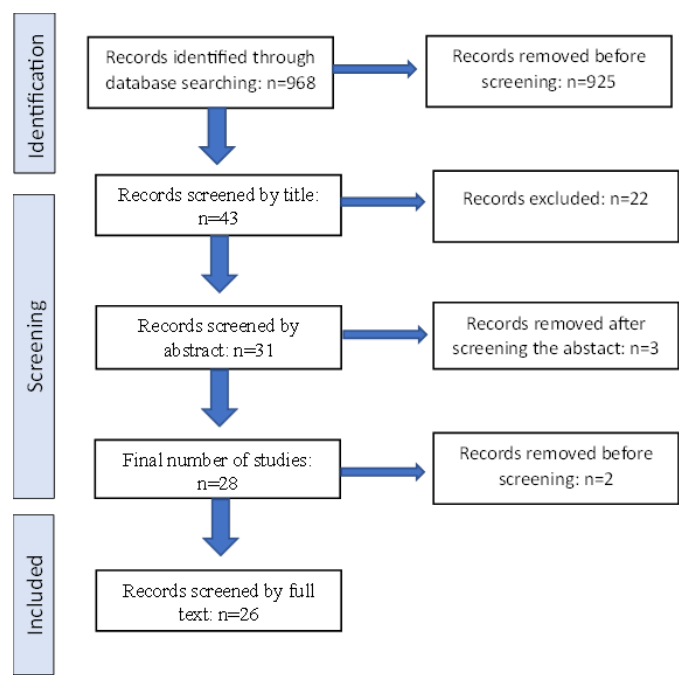 Identification
Records identified through
database searching: n=968
Records removed before
screening: n=925
Screening
Records screened by title:
n=43
Records excluded: n=22
Records screened by
abstract: n=31
Records removed after
screening the abstact: n=3
Final number of studies:
n=28
Records removed before
screening: n=2
Included
Records screened by full
text: n=26